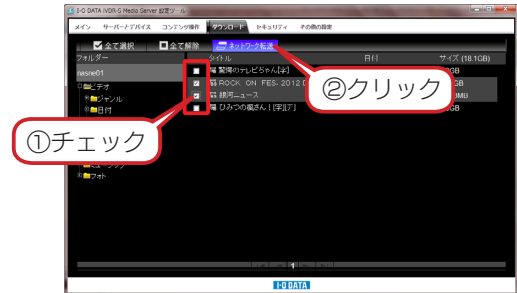 I-O DATA iVDR-S Media Server 設定ツール
メイン サーバーとデバイス コンテンツ操作 ダウンロード セキュリティ その他の設定
全て選択 全て解除 ネットワーク転送
フォルダー タイトル 日付 サイズ (18.1GB)
nasne01 驚愕のテレビちゃん[字] GB
ビデオ ROCK ON FES. 2012 GB
ジャンル 銀河ニュース MB
日付 ひみつの嵐さん！[字][デ] GB
②クリック
①チェック
フォト
1
I-O DATA